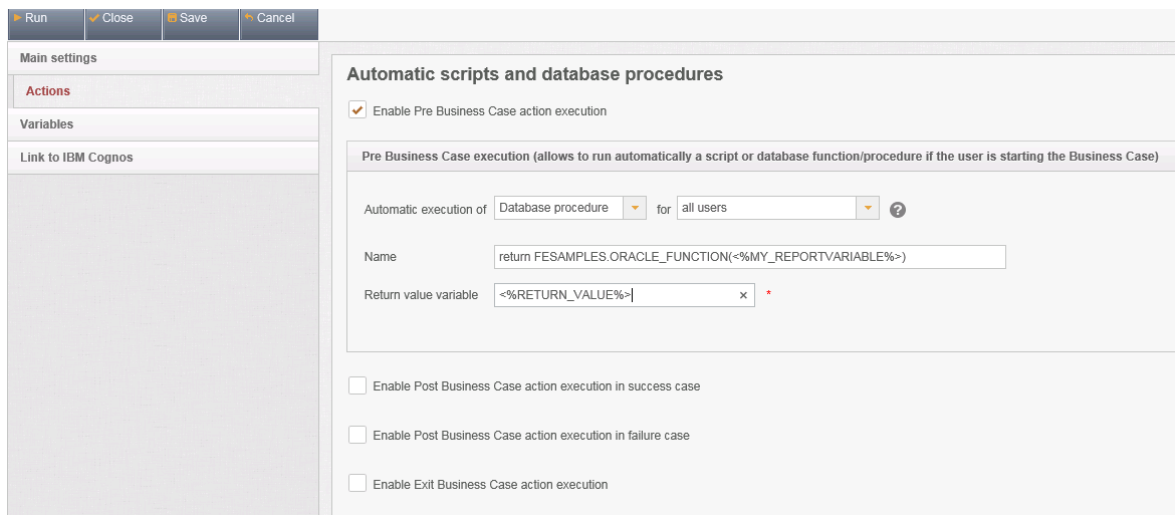 Run Close Save Cancel
Main settings
Actions
Variables
Link to IBM Cognos
Automatic scripts and database procedures
Enable Pre Business Case action execution
Pre Business Case execution (allows to run automatically a script or database function/procedure if the user is starting the Business Case)
Automatic execution of Database procedure for all users ?
Name return FESAMPLES.ORACLE_FUNCTION(<%MY_REPORTVARIABLE%>)
Return value variable <%RETURN_VALUE%> × *
Enable Post Business Case action execution in success case
Enable Post Business Case action execution in failure case
Enable Exit Business Case action execution